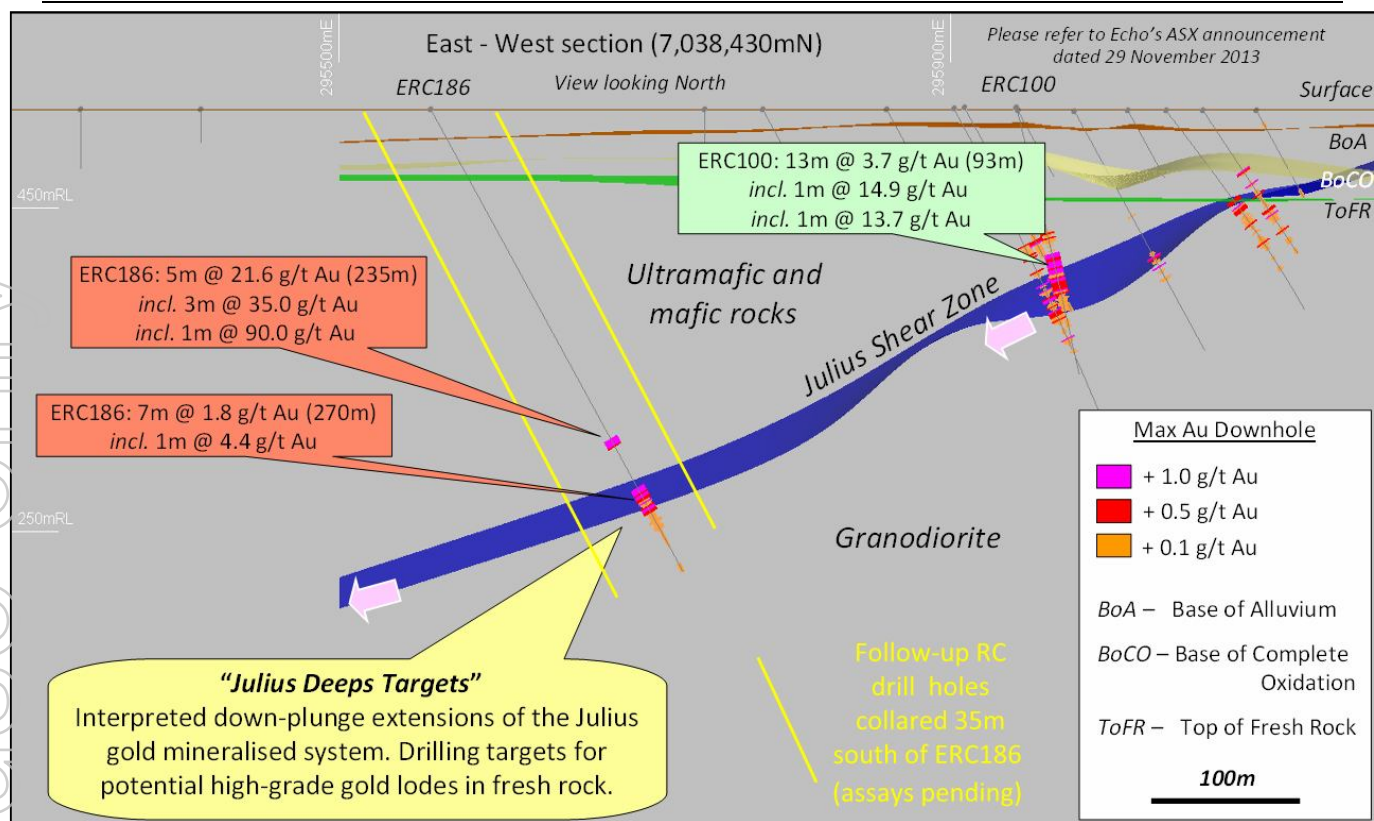 295500mE
East - West section (7,038,430mN)
295900mE
Please refer to Echo's ASX announcement
dated 29 November 2013
ERC186
View looking North
ERC100
Surface
BoA
BoCO
ToFR
450mRL
ERC100: 13m @ 3.7 g/t Au (93m)
incl. 1m @ 14.9 g/t Au
incl. 1m @ 13.7 g/t Au
ERC186: 5m @ 21.6 g/t Au (235m)
incl. 3m @ 35.0 g/t Au
incl. 1m @ 90.0 g/t Au
Ultramafic and
mafic rocks
Julius Shear Zone
ERC186: 7m @ 1.8 g/t Au (270m)
incl. 1m @ 4.4 g/t Au
250mRL
Granodiorite
"Julius Deeps Targets"
Interpreted down-plunge extensions of the Julius
gold mineralised system. Drilling targets for
potential high-grade gold lodes in fresh rock.
Follow-up RC
drill holes
collared 35m
south of ERC186
(assays pending)
Max Au Downhole
+ 1.0 g/t Au
+ 0.5 g/t Au
+ 0.1 g/t Au
BoA – Base of Alluvium
BoCO – Base of Complete
Oxidation
ToFR – Top of Fresh Rock
100m